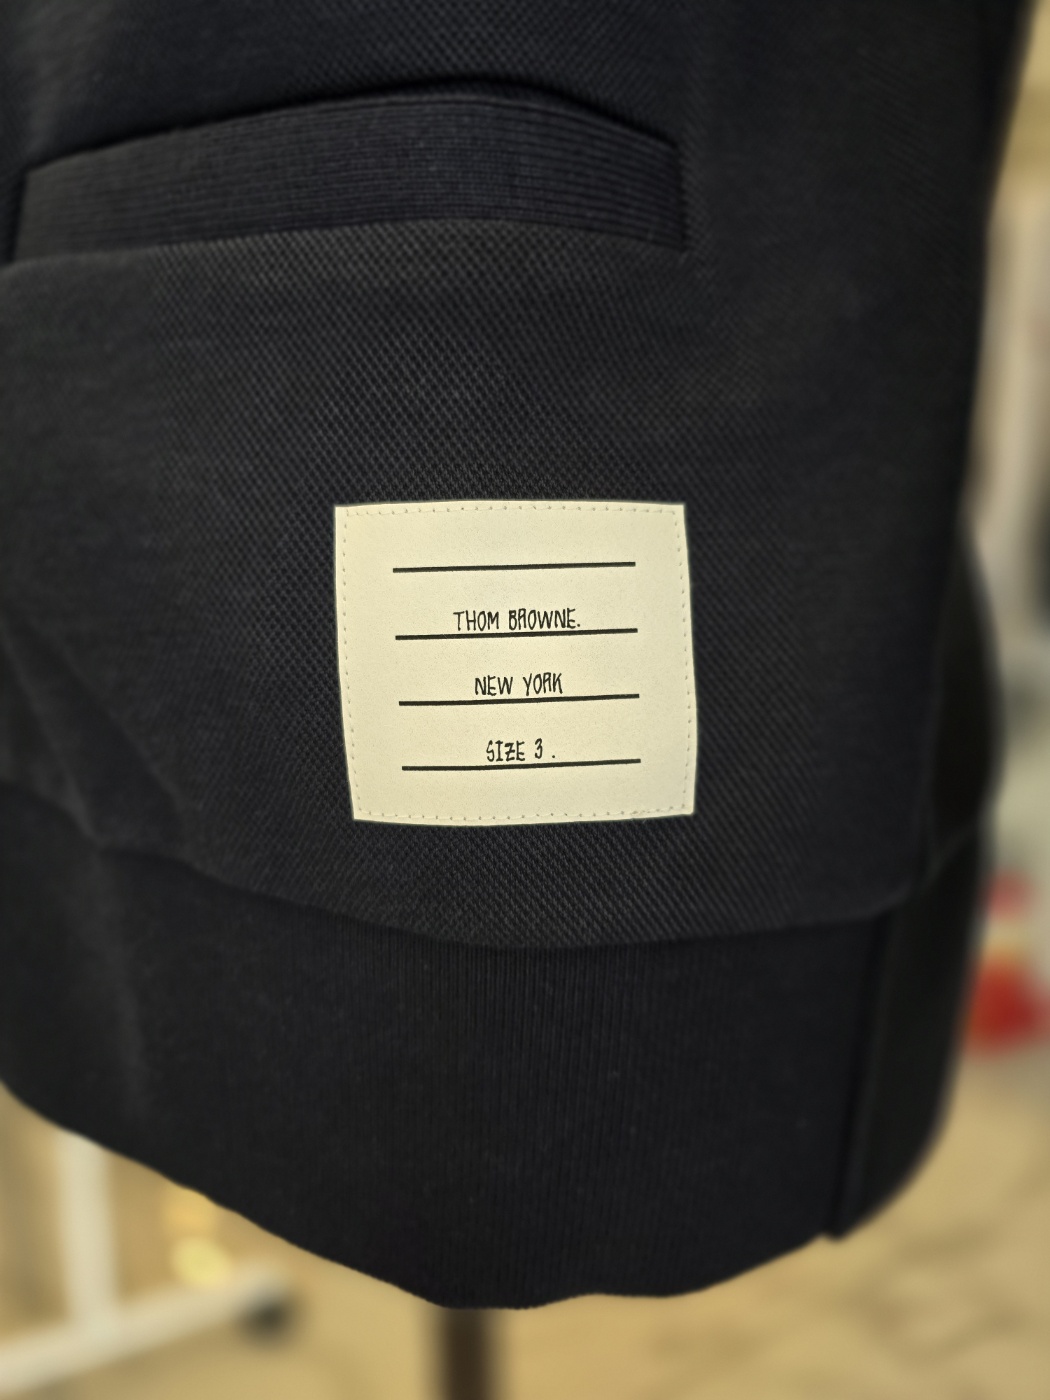 THOM BROWNE.
NEW YORK
SIZE 3 .